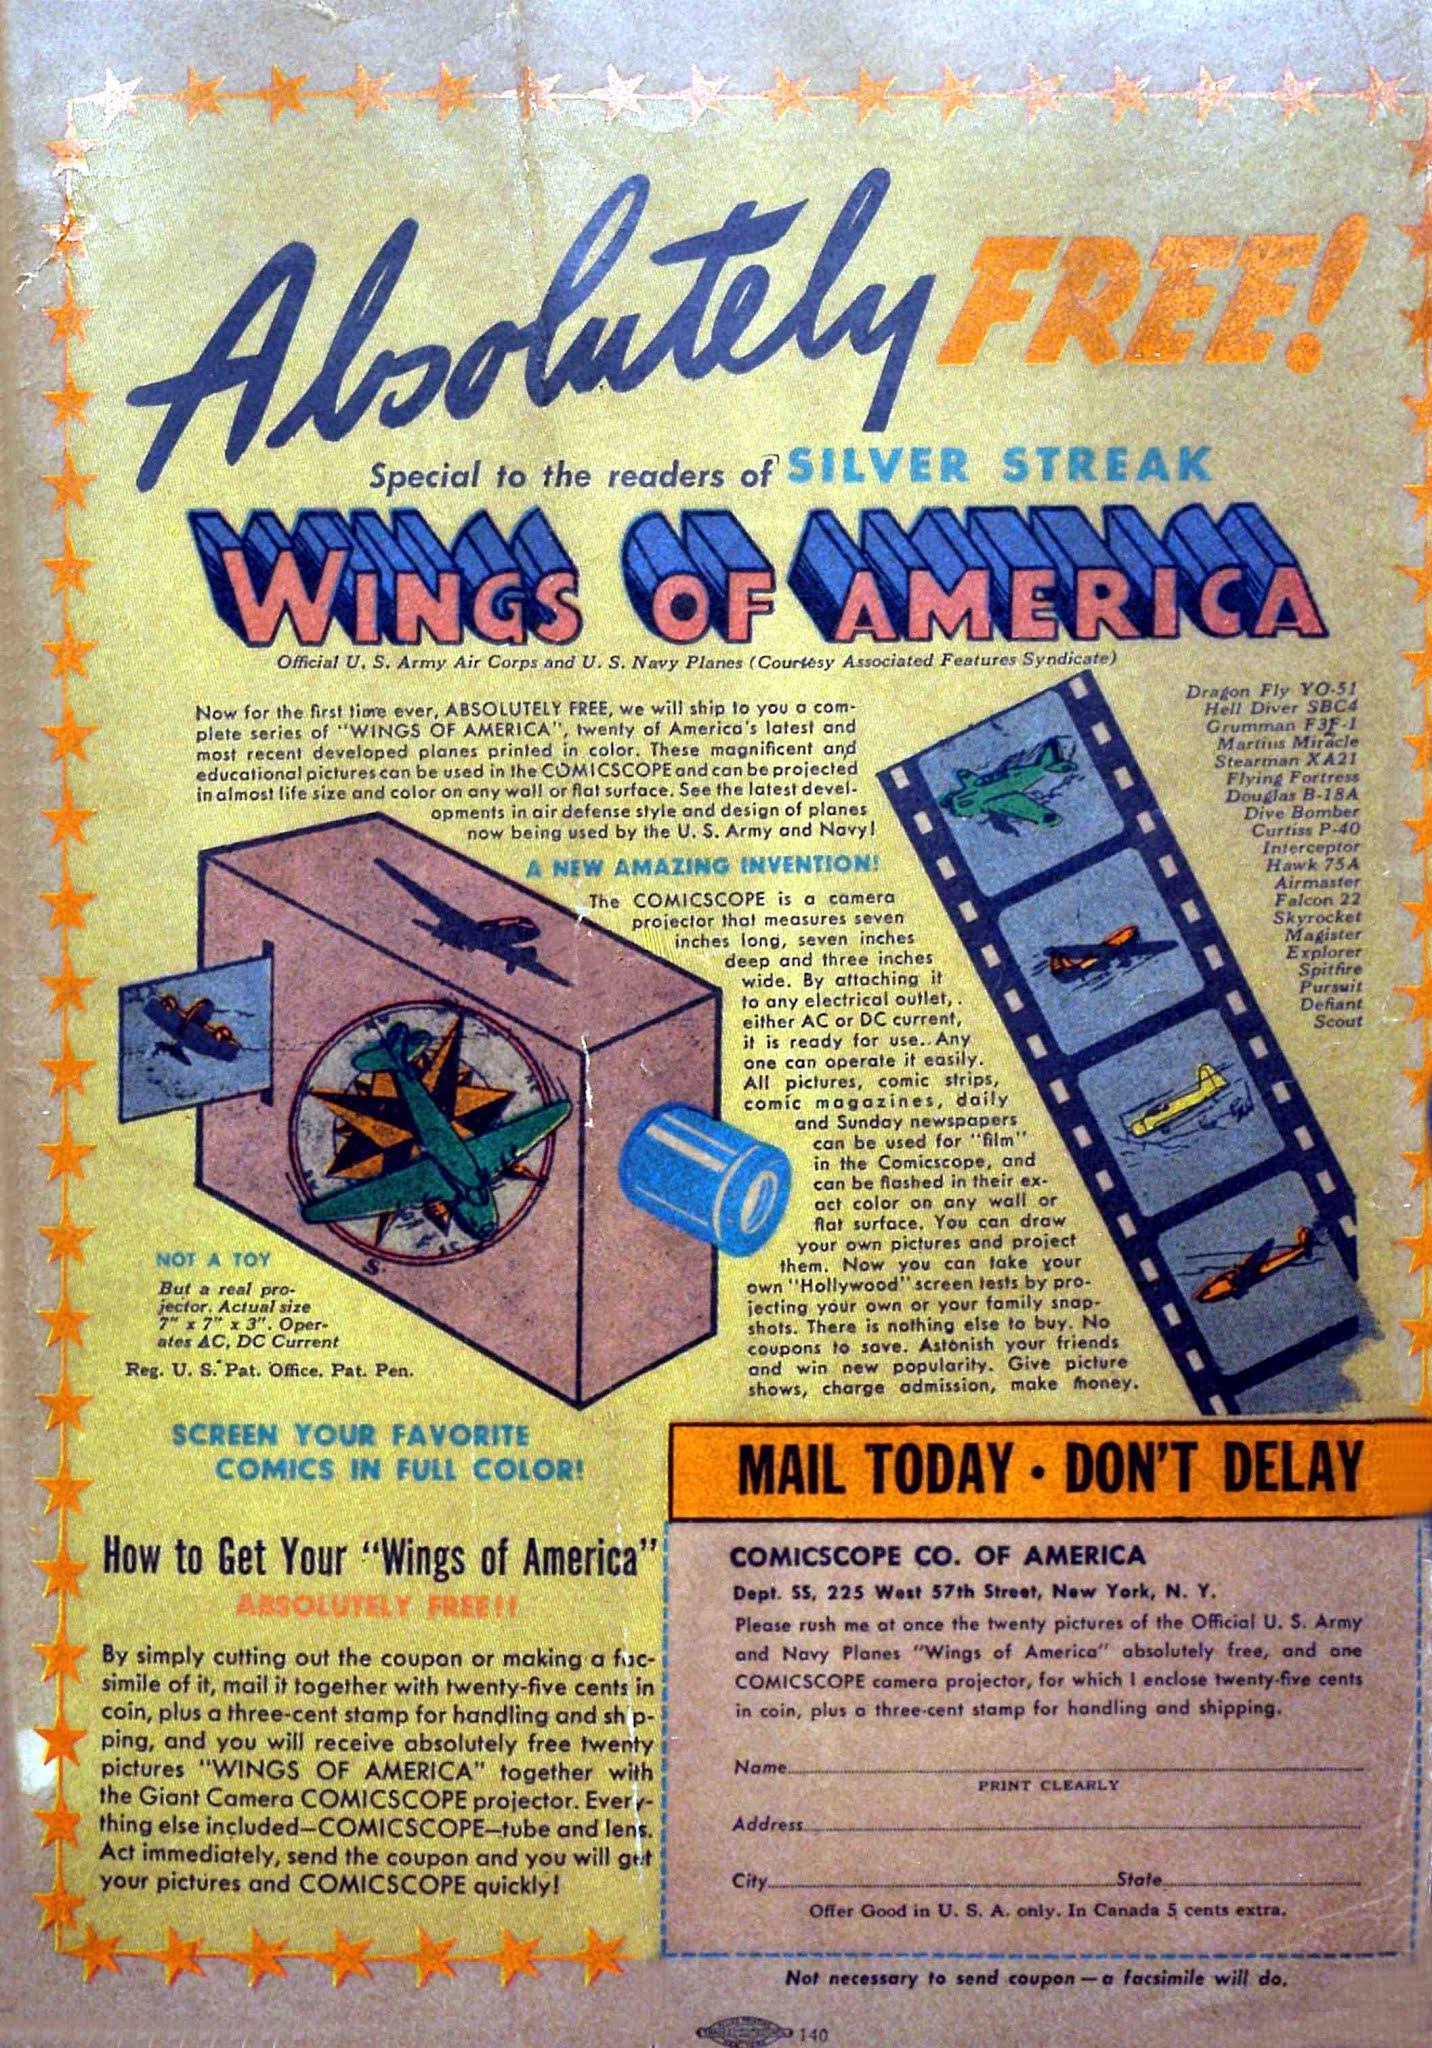 Absolutely FREE!
Special to the readers of SILVER STREAK
WINGS OF AMERICA
Official U. S. Army Air Corps and U. S. Navy Planes (Courtesy Associated Features Syndicate)
Now for the first time ever, ABSOLUTELY FREE, we will ship to you a com-
plete series of "WINGS OF AMERICA", twenty of America's latest and
most recent developed planes printed in color. These magnificent and
educational pictures can be used in the COMICSCOPE and can be projected
in almost life size and color on any wall or flat surface. See the latest devel-
opments in air defense style and design of planes
now being used by the U. S. Army and Navy!
A NEW AMAZING INVENTION!
The COMICSCOPE is a camera
projector that measures seven
inches long, seven inches
deep and three inches
wide. By attaching it
to any electrical outlet,.
either AC or DC current,
it is ready for use.. Any
one can operate it easily.
All pictures, comic strips,
comic magazines, daily
and Sunday newspapers
can be used for "film"
in the Comicscope, and
can be flashed in their ex-
act color on any wall or
flat surface. You can draw
your own pictures and project
them. Now you can take your
own "Hollywood" screen tests by pro-
jecting your own or your family snap-
shots. There is nothing else to buy. No
coupons to save. Astonish your friends
and win new popularity. Give picture
shows, charge admission, make money.
Dragon Fly YO-51
Hell Diver SBC4
Grumman F3F-1
Martins Miracle
Stearman XA21
Flying Fortress
Douglas B-18A
Dive Bomber
Curtiss P-40
Interceptor
Hawk 75A
Airmaster
Falcon 22
Skyrocket
Magister
Explorer
Spitfire
Pursuit
Defiant
Scout
S.
NOT A TOY
But a real pro-
jector. Actual size
7" x 7" x 3". Oper-
ates AC, DC Current
Reg. U. S. Pat. Office. Pat. Pen.
SCREEN YOUR FAVORITE
COMICS IN FULL COLOR!
How to Get Your "Wings of America"
ABSOLUTELY FREE!!
By simply cutting out the coupon or making a fac-
simile of it, mail it together with twenty-five cents in
coin, plus a three-cent stamp for handling and ship-
ping, and you will receive absolutely free twenty
pictures "WINGS OF AMERICA" together with
the Giant Camera COMICSCOPE projector. Every-
thing else included—COMICSCOPE—tube and lens.
Act immediately, send the coupon and you will get
your pictures and COMICSCOPE quickly!
MAIL TODAY • DON'T DELAY
COMICSCOPE CO. OF AMERICA
Dept. SS, 225 West 57th Street, New York, N. Y.
Please rush me at once the twenty pictures of the Official U. S. Army
and Navy Planes "Wings of America" absolutely free, and one
COMICSCOPE camera projector, for which I enclose twenty-five cents
in coin, plus a three-cent stamp for handling and shipping.
Name
PRINT CLEARLY
Address
City State
Offer Good in U. S. A. only. In Canada 5 cents extra.
Not necessary to send coupon—a facsimile will do.
140